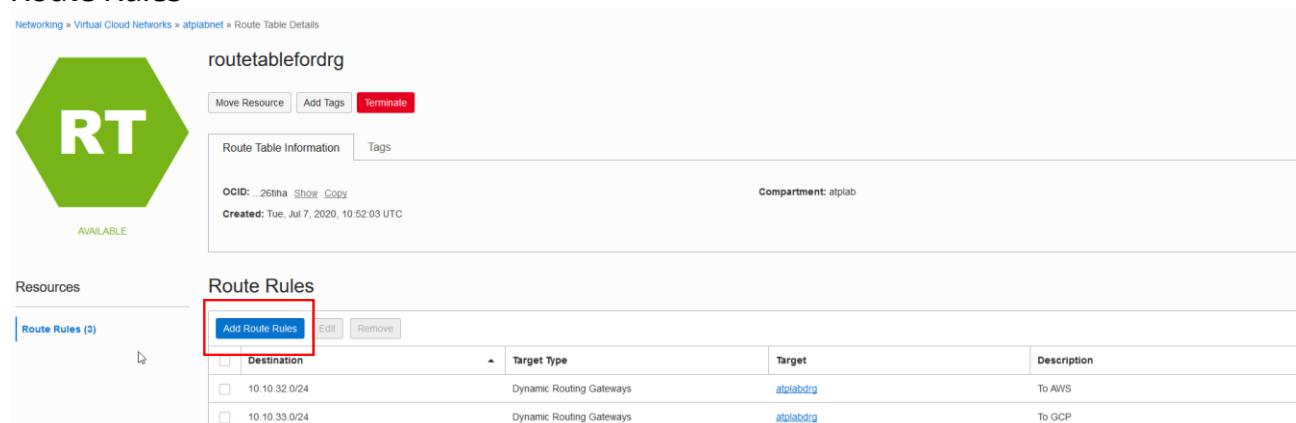 Route Rules
Networking » Virtual Cloud Networks » atplabnet » Route Table Details
routetablefordrg
Move Resource Add Tags Terminate
RT
Route Table Information Tags
OCID: ...26tiha Show Copy Compartment: atplab
Created: Tue, Jul 7, 2020, 10:52:03 UTC
AVAILABLE
Resources Route Rules
Route Rules (3) Add Route Rules Edit Remove
Destination Target Type Target Description
10.10.32.0/24 Dynamic Routing Gateways atplabdrg To AWS
10.10.33.0/24 Dynamic Routing Gateways atplabdrg To GCP